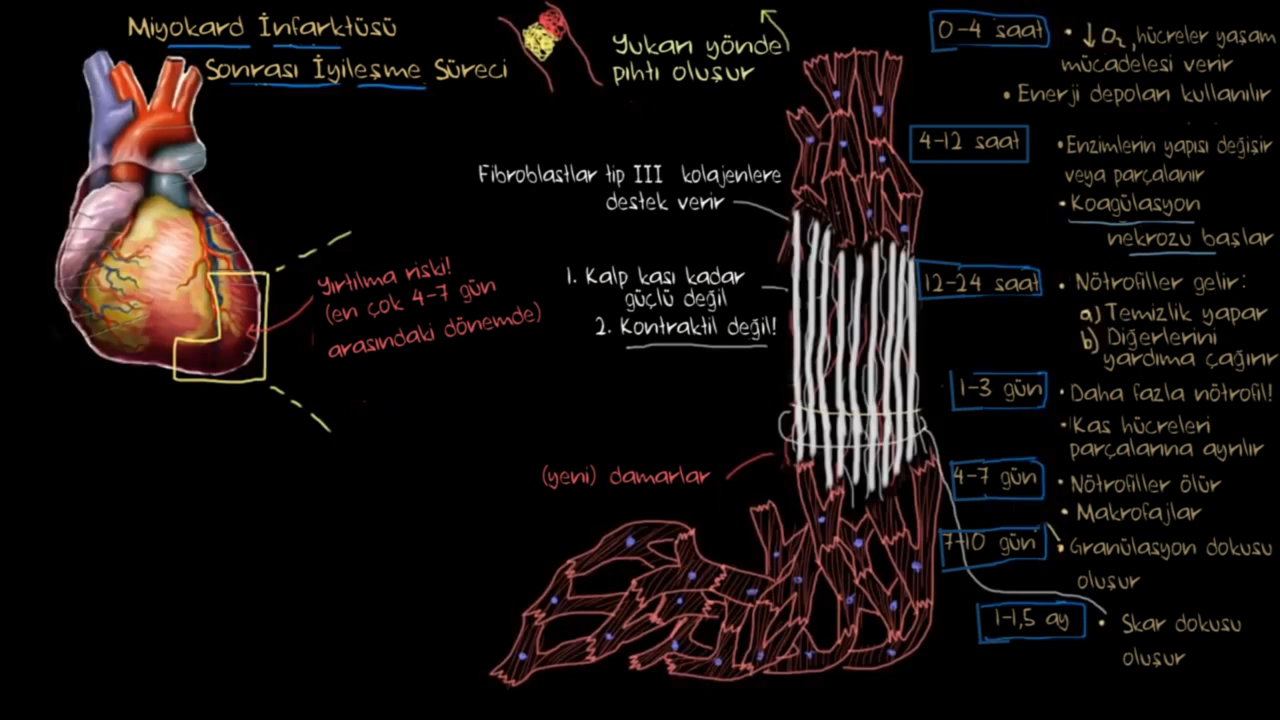 Miyokard İnfarktüsü
Sonrası İyileşme Süreci
Yukarı yönde
pıhtı oluşur
Fibroblastlar tip III kolajenlere
destek verir
1. Kalp kası kadar
güçlü değil
2. Kontraktil değil!
Yırtılma riski!
(en çok 4-7 gün
arasındaki dönemde)
(yeni) damarlar
0-4 saat
• ↓ O₂, hücreler yaşam
mücadelesi verir
• Enerji depoları kullanılır
4-12 saat
• Enzimlerin yapısı değişir
veya parçalanır
• Koagülasyon
nekrozu başlar
12-24 saat
• Nötrofiller gelir:
a) Temizlik yapar
b) Diğerlerini
yardıma çağırır
1-3 gün
• Daha fazla nötrofil!
• Kas hücreleri
parçalarına ayrılır
4-7 gün
• Nötrofiller ölür
• Makrofajlar
7-10 gün
• Granülasyon dokusu
oluşur
1-1,5 ay
• Skar dokusu
oluşur